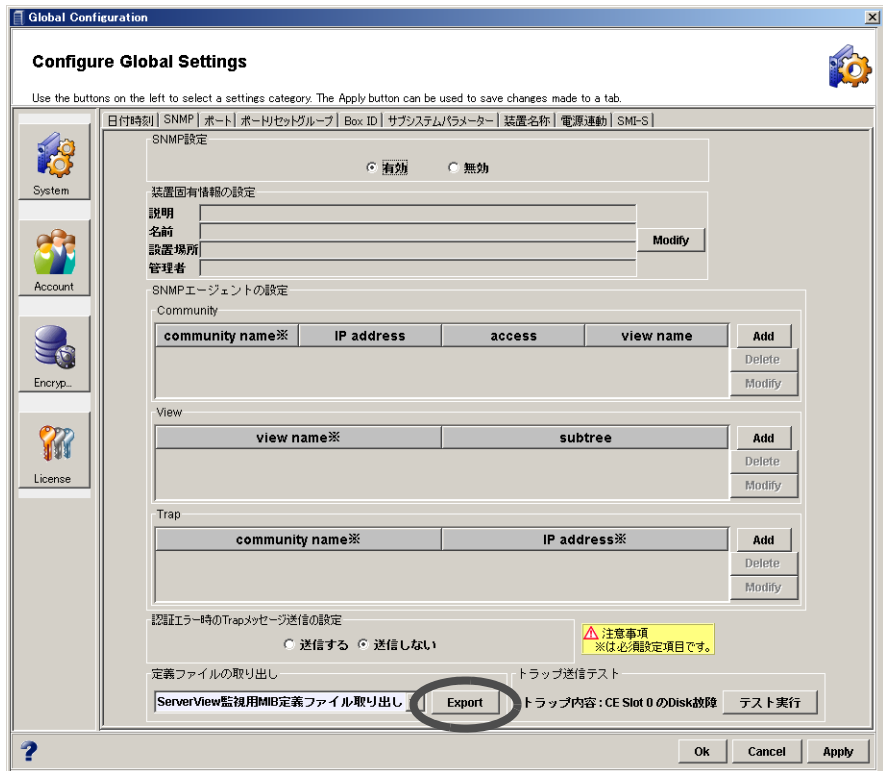 Global Configuration
Configure Global Settings
Use the buttons on the left to select a settings category. The Apply button can be used to save changes made to a tab.
System
Account
Encryp...
License
日付時刻 SNMP ポート ポートリセットグループ Box ID サブシステムパラメーター 装置名称 電源連動 SMI-S
SNMP設定
有効 無効
装置固有情報の設定
説明
名前
設置場所
管理者
Modify
SNMPエージェントの設定
Community
community name※ IP address access view name
Add
Delete
Modify
View
view name※ subtree
Add
Delete
Modify
Trap
community name※ IP address※
Add
Delete
Modify
認証エラー時のTrapメッセージ送信の設定
送信する 送信しない
注意事項
※は必須設定項目です。
定義ファイルの取り出し
ServerView監視用MIB定義ファイル取り出し Export
トラップ送信テスト
トラップ内容:CE Slot 0 のDisk故障 テスト実行
? Ok Cancel Apply